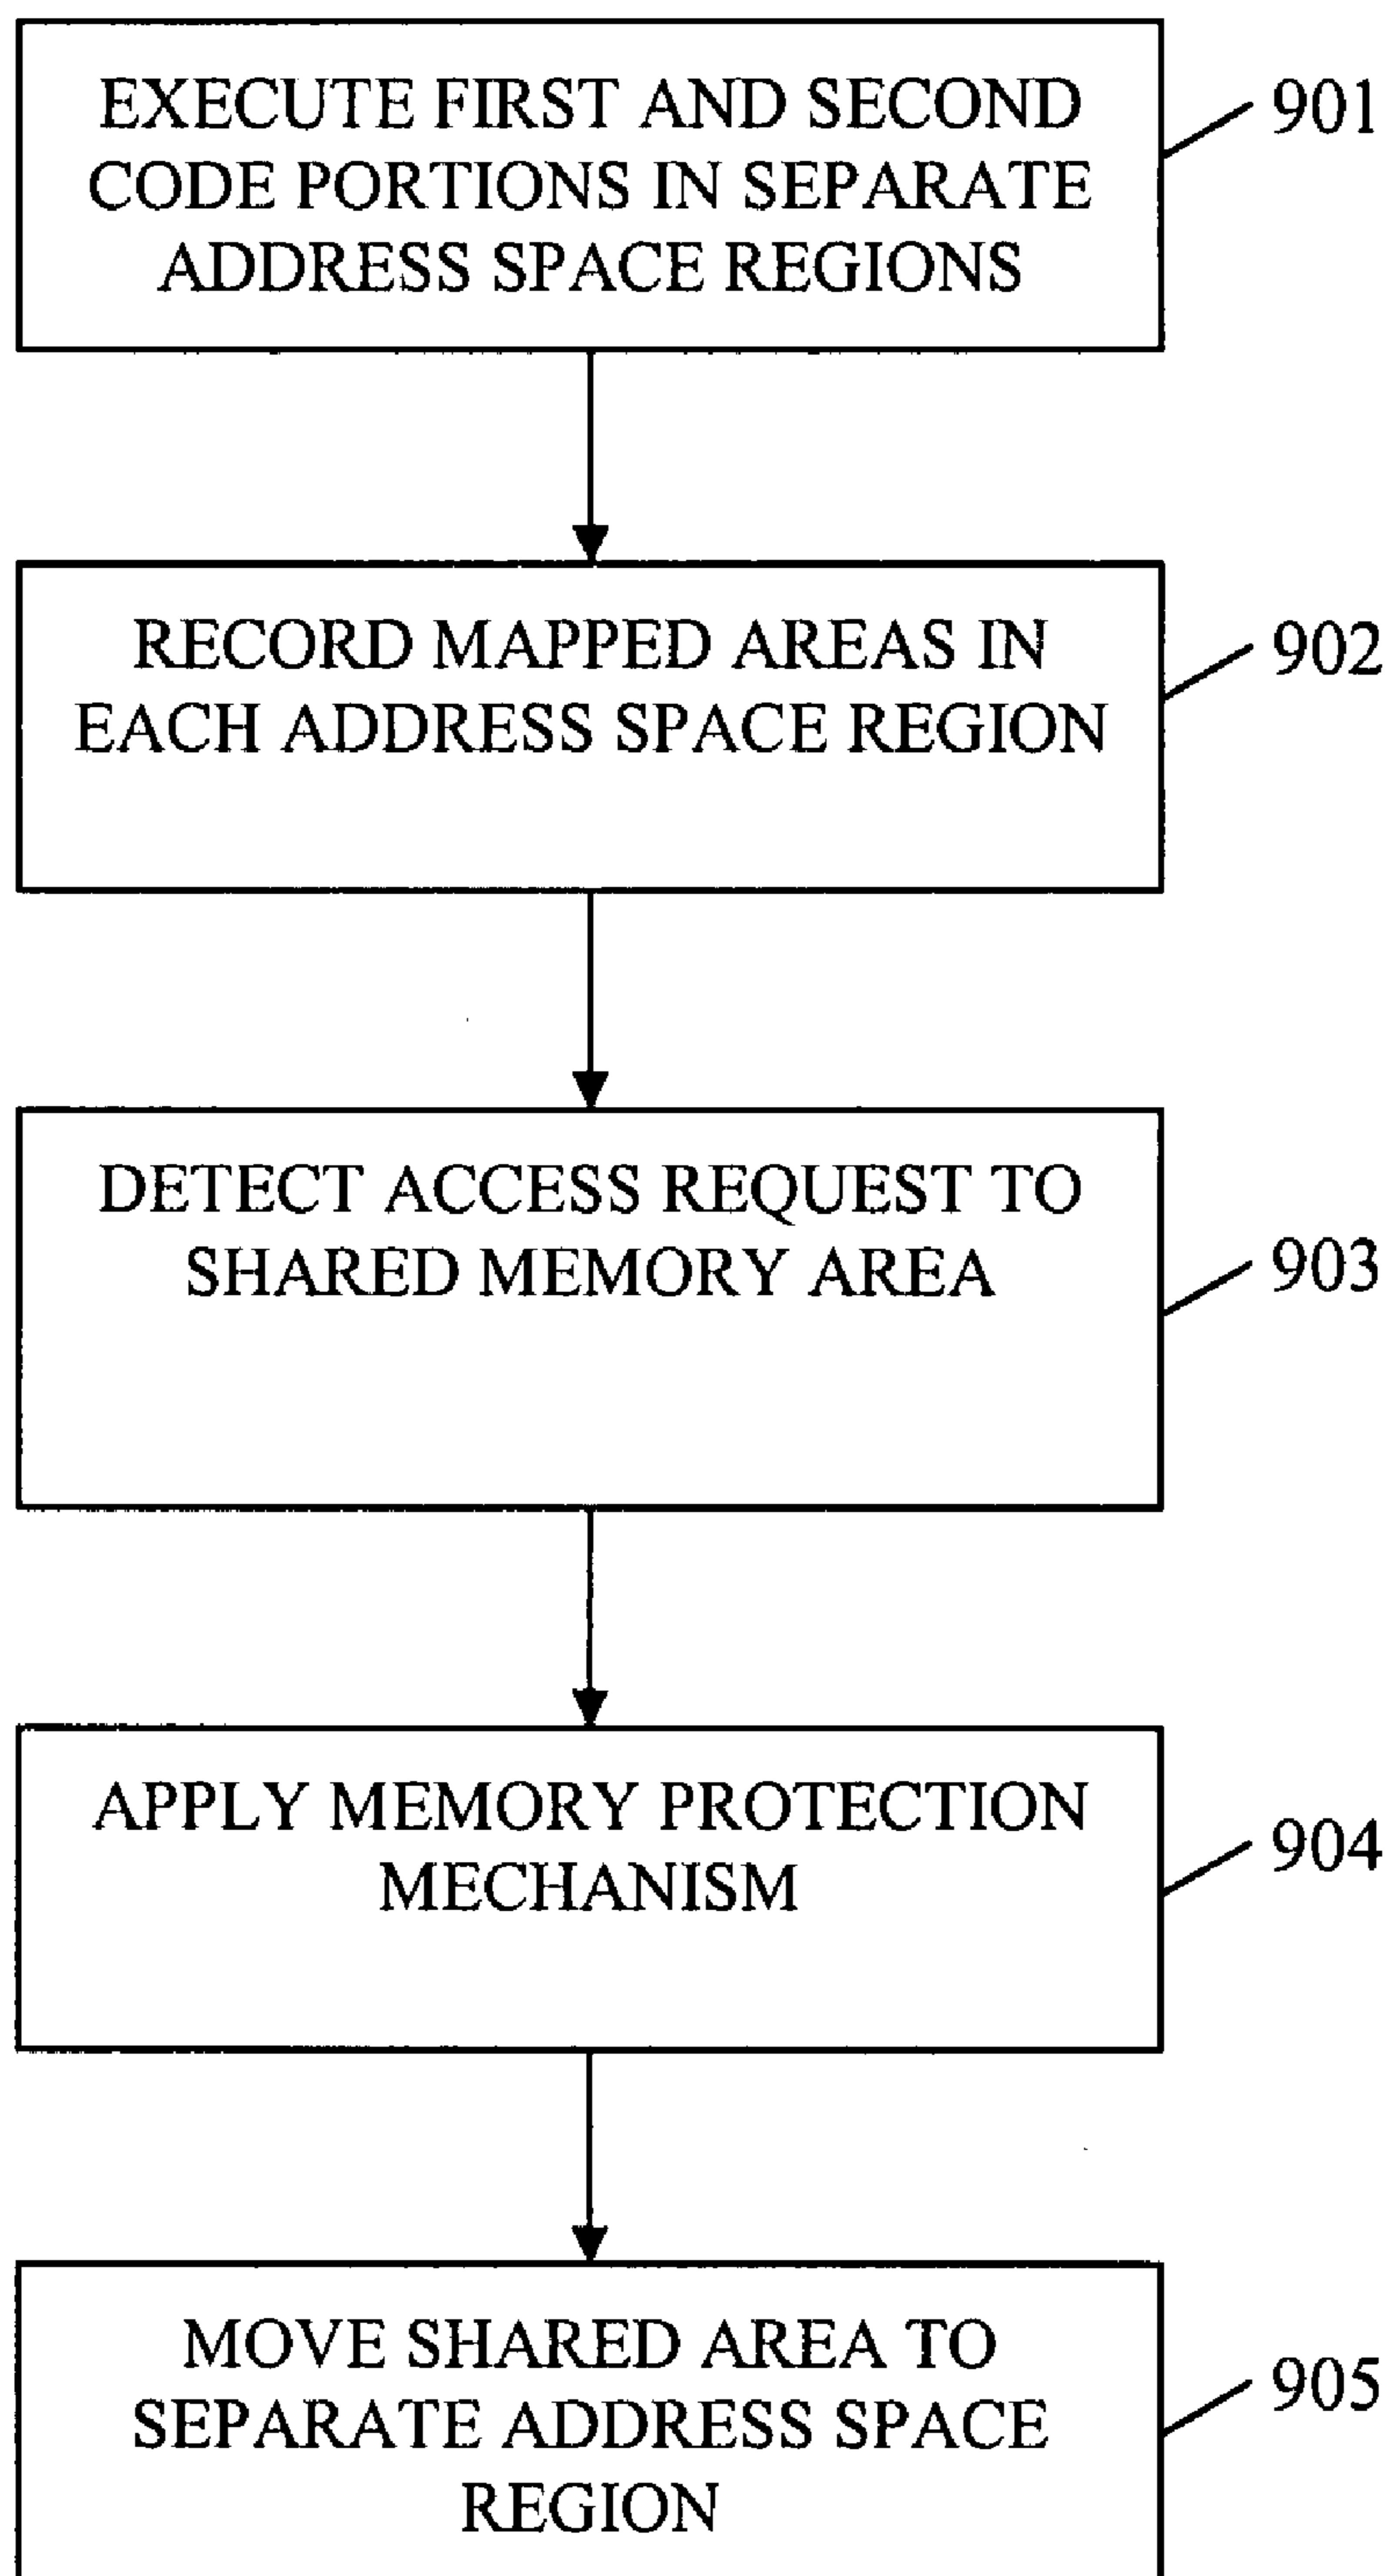 EXECUTE FIRST AND SECOND
CODE PORTIONS IN SEPARATE
ADDRESS SPACE REGIONS
901
RECORD MAPPED AREAS IN
EACH ADDRESS SPACE REGION
902
DETECT ACCESS REQUEST TO
SHARED MEMORY AREA
903
APPLY MEMORY PROTECTION
MECHANISM
904
MOVE SHARED AREA TO
SEPARATE ADDRESS SPACE
REGION
905